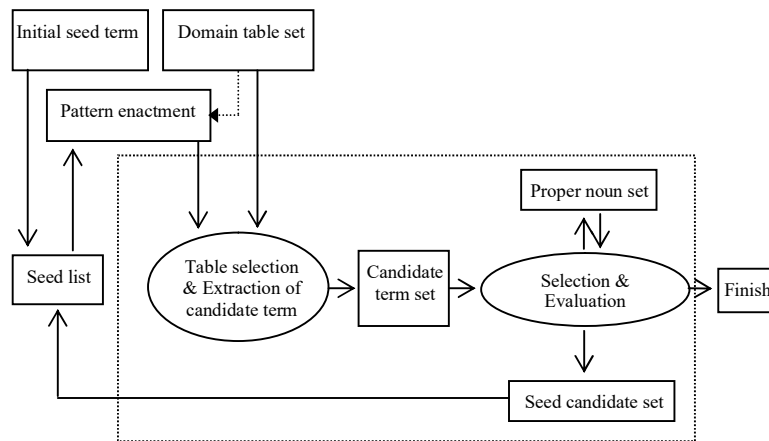 Initial seed term
Domain table set
Pattern enactment
Proper noun set
Seed list
Table selection
& Extraction of
candidate term
Candidate
term set
Selection &
Evaluation
Finish
Seed candidate set